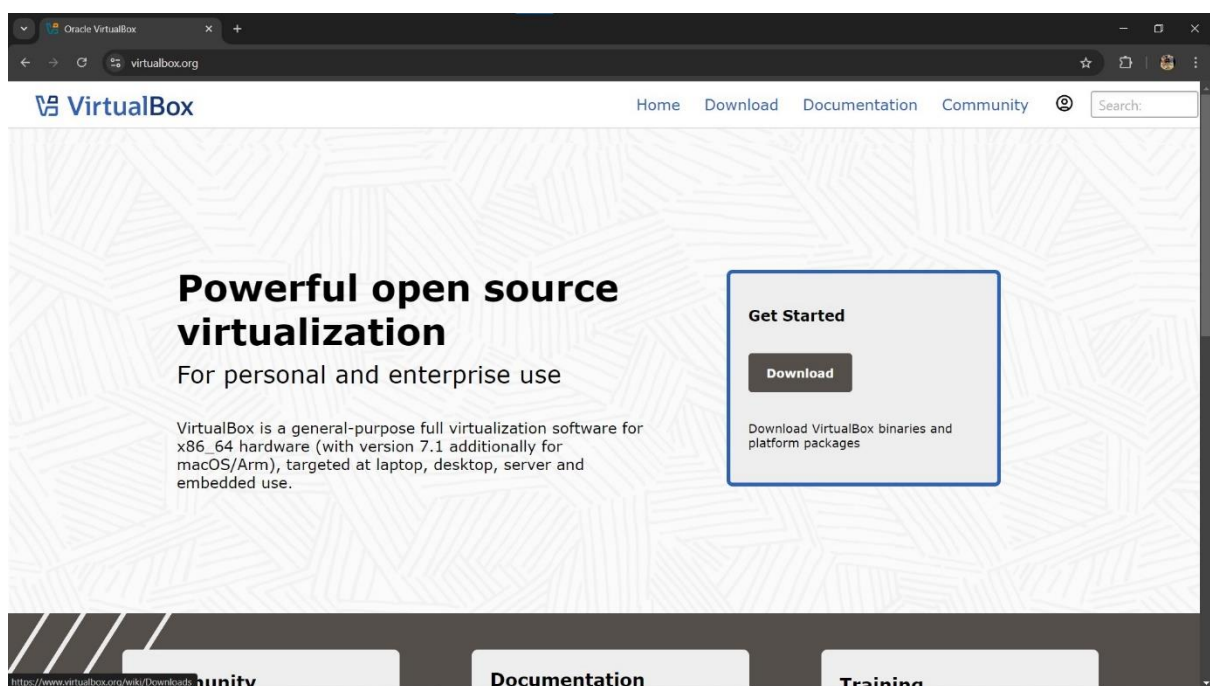 Oracle VirtualBox
virtualbox.org
VirtualBox
Home Download Documentation Community Search:
Powerful open source
virtualization
For personal and enterprise use
VirtualBox is a general-purpose full virtualization software for
x86_64 hardware (with version 7.1 additionally for
macOS/Arm), targeted at laptop, desktop, server and
embedded use.
Get Started
Download
Download VirtualBox binaries and
platform packages
Documentation
Training
https://www.virtualbox.org/wiki/Downloads